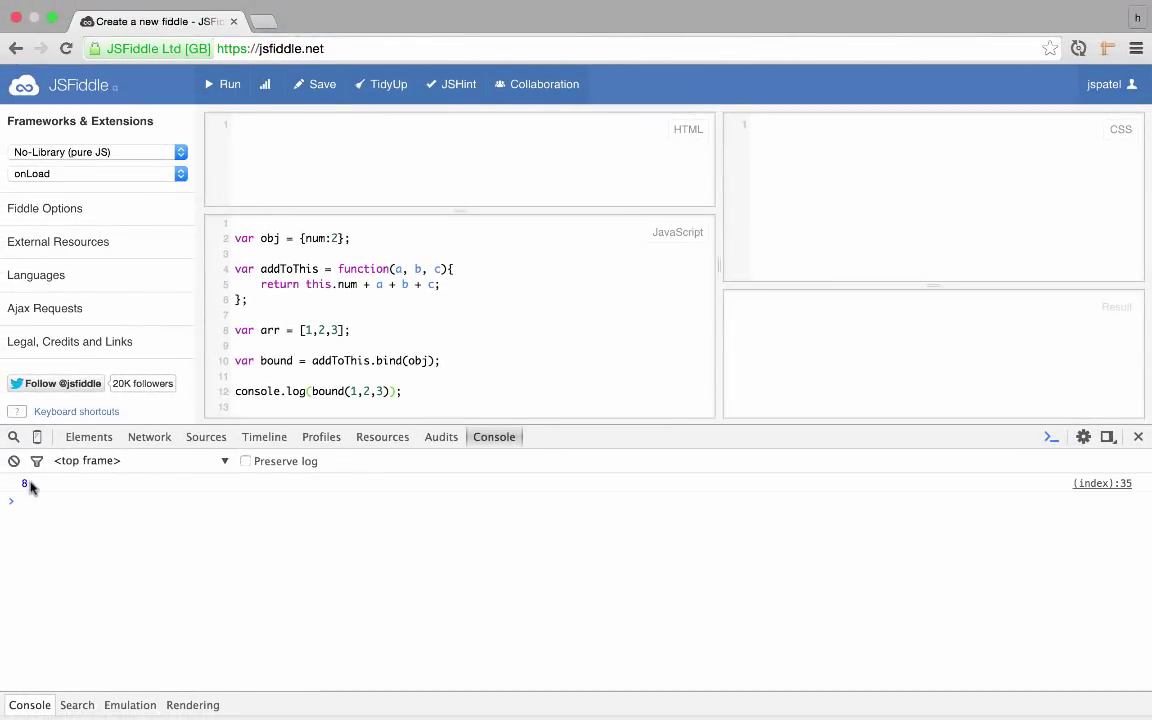 Create a new fiddle - JSFi
h
JSFiddle Ltd [GB] https://jsfiddle.net
JSFiddle
Run
Save
TidyUp
JSHint
Collaboration
jspatel
Frameworks & Extensions
No-Library (pure JS)
onLoad
Fiddle Options
External Resources
Languages
Ajax Requests
Legal, Credits and Links
Follow @jsfiddle
20K followers
? Keyboard shortcuts
1
HTML
1
CSS
JavaScript
1
2 var obj = {num:2};
3
4 var addToThis = function(a, b, c){
5 return this.num + a + b + c;
6 };
7
8 var arr = [1,2,3];
9
10 var bound = addToThis.bind(obj);
11
12 console.log(bound(1,2,3));
13
Result
Elements Network Sources Timeline Profiles Resources Audits Console
<top frame>
Preserve log
8
(index):35
>
Console Search Emulation Rendering